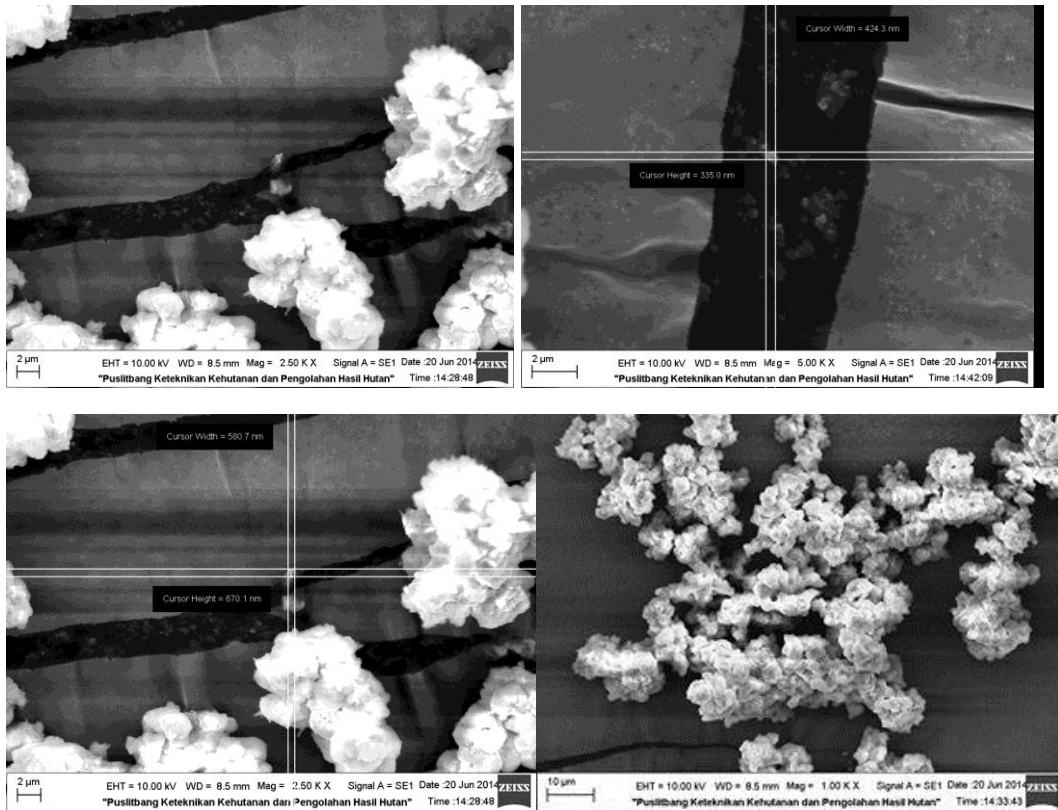 2 µm
EHT = 10.00 kV WD = 8.5 mm Mag = 2.50 K X Signal A = SE1 Date :20 Jun 2014
"Puslitbang Keteknikan Kehutanan dan Pengolahan Hasil Hutan" Time :14:28:48
ZEISS
Cursor Width = 424.3 nm
Cursor Height = 335.0 nm
2 µm
EHT = 10.00 kV WD = 8.5 mm Mag = 5.00 K X Signal A = SE1 Date :20 Jun 2014
"Puslitbang Keteknikan Kehutanan dan Pengolahan Hasil Hutan" Time :14:42:09
ZEISS
Cursor Width = 580.7 nm
Cursor Height = 670.1 nm
2 µm
EHT = 10.00 kV WD = 8.5 mm Mag = 2.50 K X Signal A = SE1 Date :20 Jun 2014
"Puslitbang Keteknikan Kehutanan dan Pengolahan Hasil Hutan" Time :14:28:48
ZEISS
10 µm
EHT = 10.00 kV WD = 8.5 mm Mag = 1.00 K X Signal A = SE1 Date :20 Jun 2014
"Puslitbang Keteknikan Kehutanan dan Pengolahan Hasil Hutan" Time :14:33:43
ZEISS